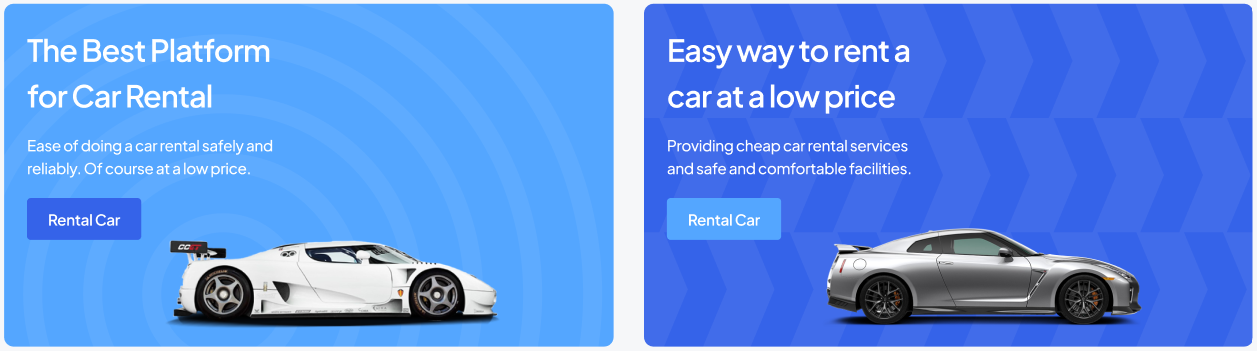 The Best Platform
for Car Rental
Ease of doing a car rental safely and
reliably. Of course at a low price.
Rental Car
Easy way to rent a
car at a low price
Providing cheap car rental services
and safe and comfortable facilities.
Rental Car